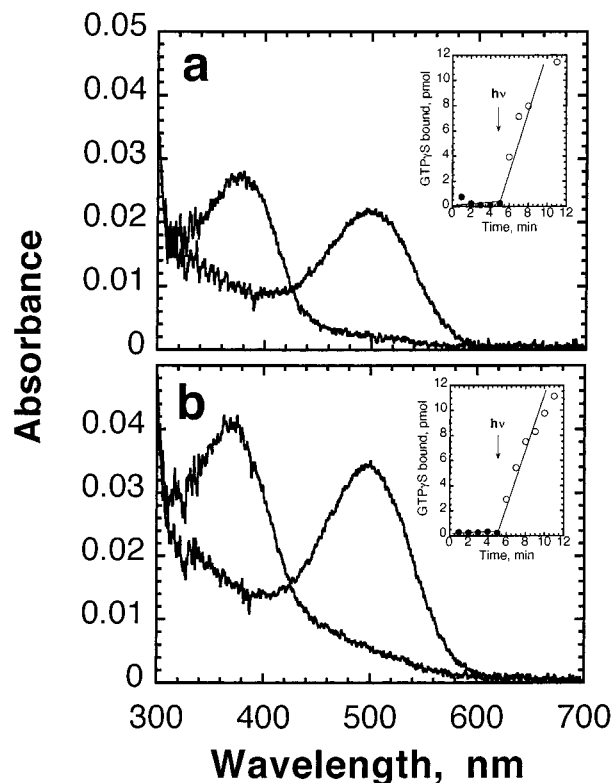 Absorbance
0.05
0.04
0.03
0.02
0.01
0
a
GTPγS bound, pmol
12
10
8
6
4
2
0
hν
0 2 4 6 8 10 12
Time, min
0.04
0.03
0.02
0.01
0
b
GTPγS bound, pmol
12
10
8
6
4
2
0
hν
0 2 4 6 8 10 12
Time, min
300 400 500 600 700
Wavelength, nm